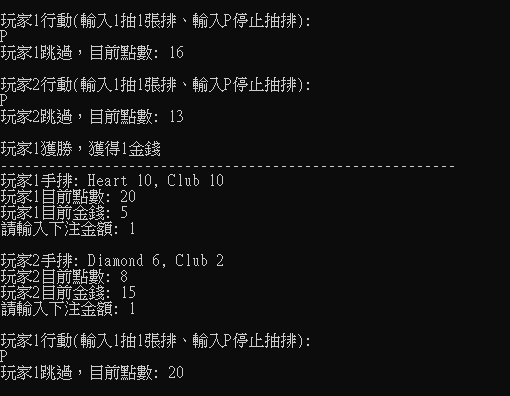 玩家1行動(輸入1抽1張排、輸入P停止抽排):
P
玩家1跳過，目前點數: 16
玩家2行動(輸入1抽1張排、輸入P停止抽排):
P
玩家2跳過，目前點數: 13
玩家1獲勝，獲得1金錢
---------------------------------------------------------
玩家1手排: Heart 10, Club 10
玩家1目前點數: 20
玩家1目前金錢: 5
請輸入下注金額: 1
玩家2手排: Diamond 6, Club 2
玩家2目前點數: 8
玩家2目前金錢: 15
請輸入下注金額: 1
玩家1行動(輸入1抽1張排、輸入P停止抽排):
P
玩家1跳過，目前點數: 20